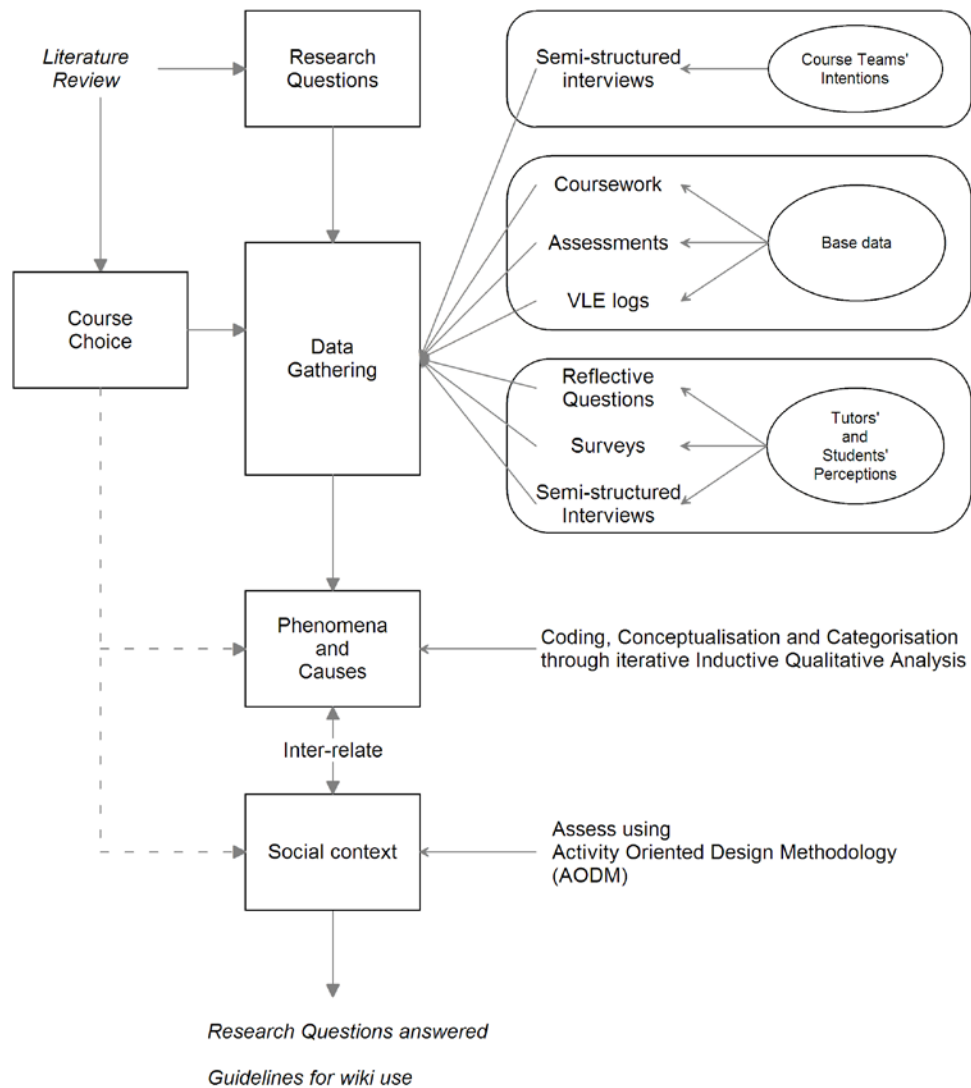 Literature
Review
Research
Questions
Semi-structured
interviews
Course Teams'
Intentions
Coursework
Assessments
VLE logs
Base data
Course
Choice
Data
Gathering
Reflective
Questions
Surveys
Semi-structured
Interviews
Tutors'
and
Students'
Perceptions
Phenomena
and
Causes
Coding, Conceptualisation and Categorisation
through iterative Inductive Qualitative Analysis
Inter-relate
Social context
Assess using
Activity Oriented Design Methodology
(AODM)
Research Questions answered
Guidelines for wiki use